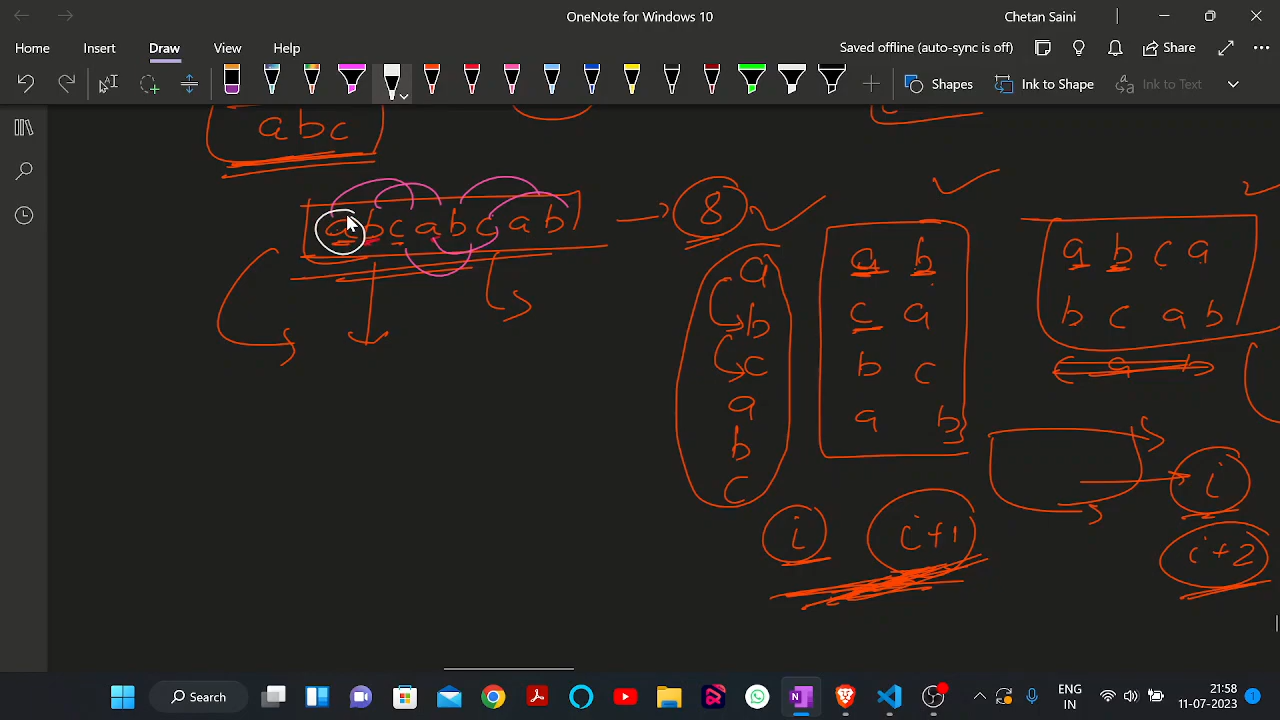 OneNote for Windows 10
Chetan Saini
Home Insert Draw View Help
Saved offline (auto-sync is off)
Share
Shapes
Ink to Shape
Ink to Text
abc
abcabcab → 8
a
b
c
a
b
c
a b
c a
b c
a b
a b c a
b c a b
c a b
i
i+1
i
i+2
Search
ENG
IN
21:58
11-07-2023
1